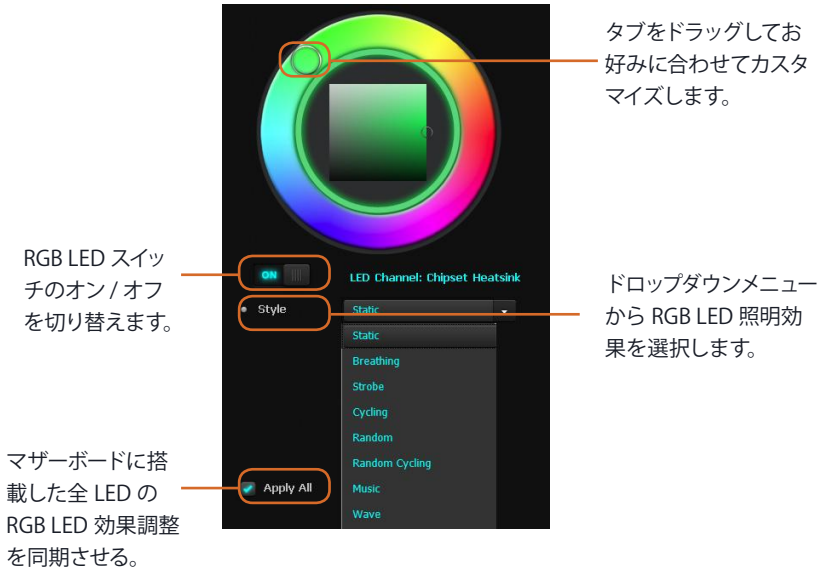 タブをドラッグしてお
好みに合わせてカスタ
マイズします。
RGB LED スイッ
チのオン / オフ
を切り替えます。
ON
LED Channel: Chipset Heatsink
Style
Static
ドロップダウンメニュー
から RGB LED 照明効
果を選択します。
Static
Breathing
Strobe
Cycling
Random
Random Cycling
Music
Wave
マザーボードに搭
載した全 LED の
RGB LED 効果調整
を同期させる。
Apply All